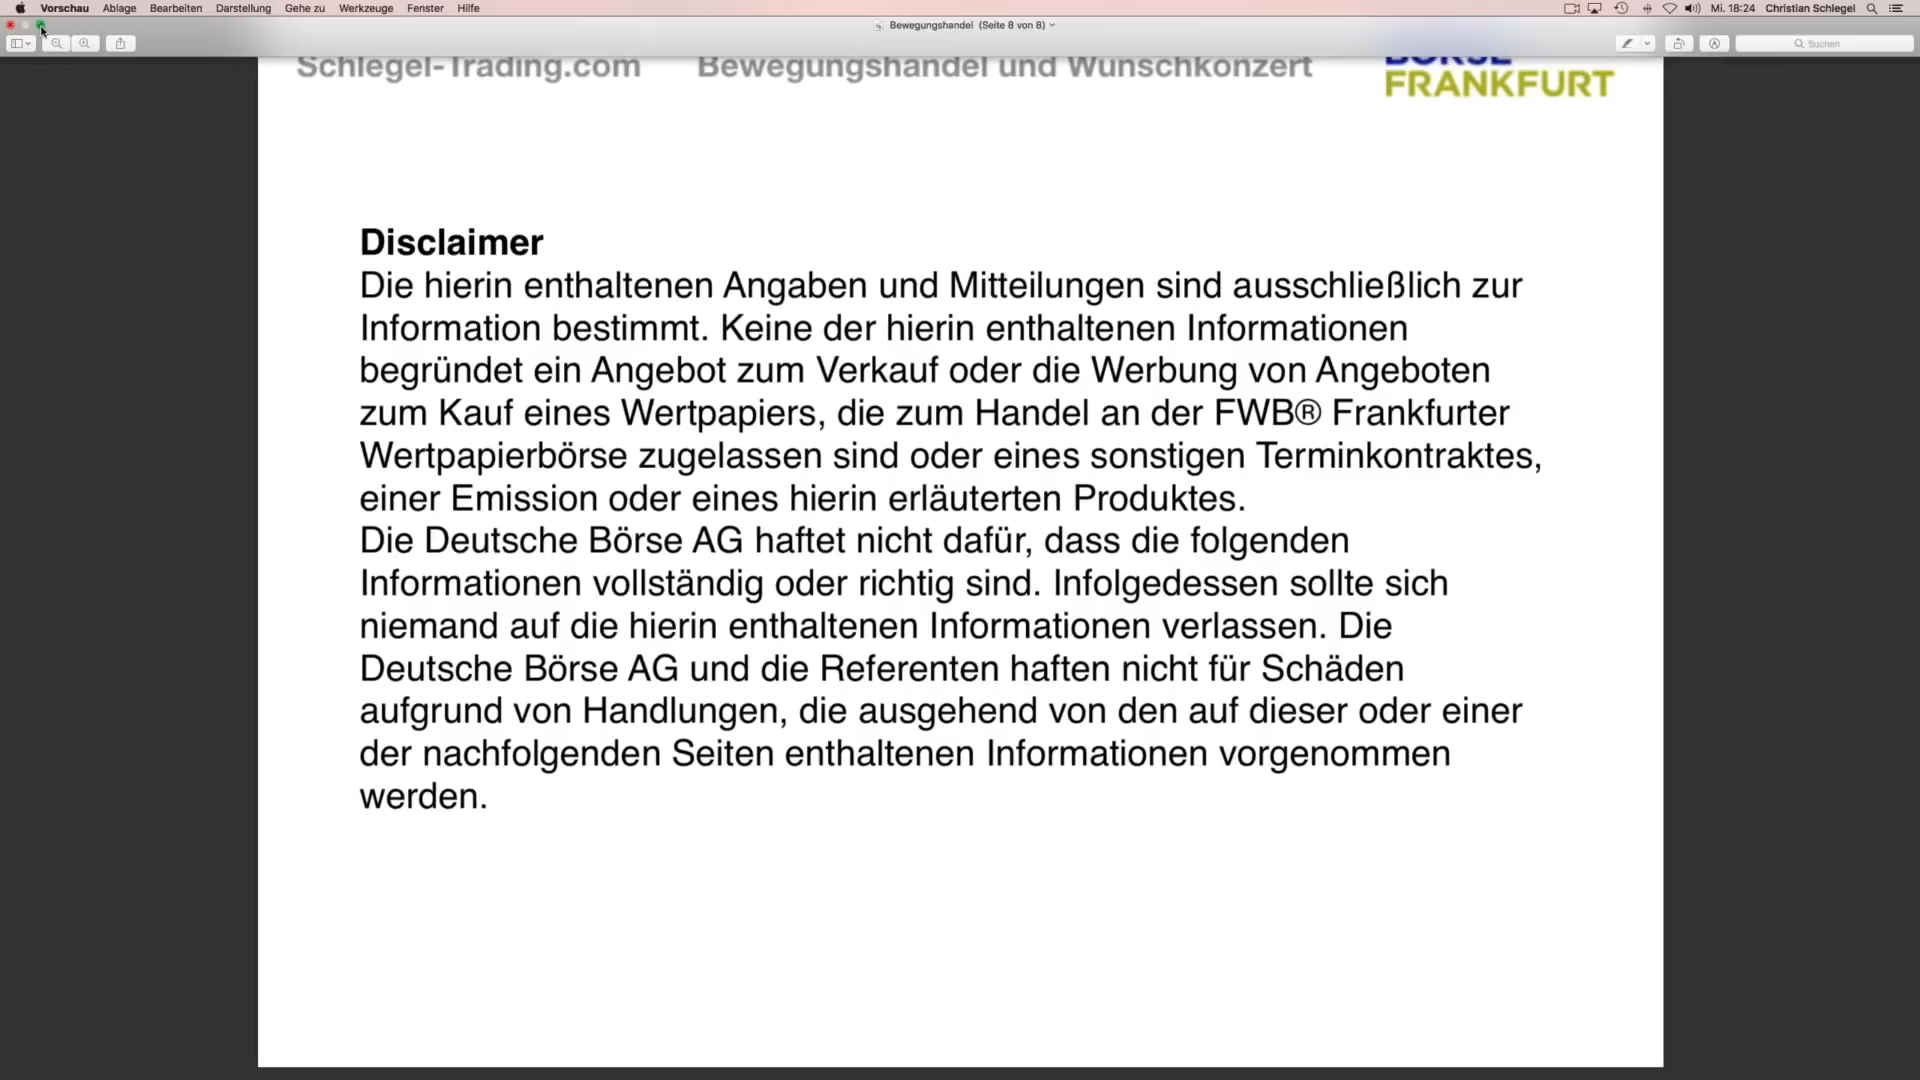 Vorschau Ablage Bearbeiten Darstellung Gehe zu Werkzeuge Fenster Hilfe
Mi. 18:24 Christian Schlegel
Bewegungshandel (Seite 8 von 8)
Suchen
Schlegel-Trading.com Bewegungshandel und Wunschkonzert
BÖRSE
FRANKFURT
Disclaimer
Die hierin enthaltenen Angaben und Mitteilungen sind ausschließlich zur
Information bestimmt. Keine der hierin enthaltenen Informationen
begründet ein Angebot zum Verkauf oder die Werbung von Angeboten
zum Kauf eines Wertpapiers, die zum Handel an der FWB® Frankfurter
Wertpapierbörse zugelassen sind oder eines sonstigen Terminkontraktes,
einer Emission oder eines hierin erläuterten Produktes.
Die Deutsche Börse AG haftet nicht dafür, dass die folgenden
Informationen vollständig oder richtig sind. Infolgedessen sollte sich
niemand auf die hierin enthaltenen Informationen verlassen. Die
Deutsche Börse AG und die Referenten haften nicht für Schäden
aufgrund von Handlungen, die ausgehend von den auf dieser oder einer
der nachfolgenden Seiten enthaltenen Informationen vorgenommen
werden.